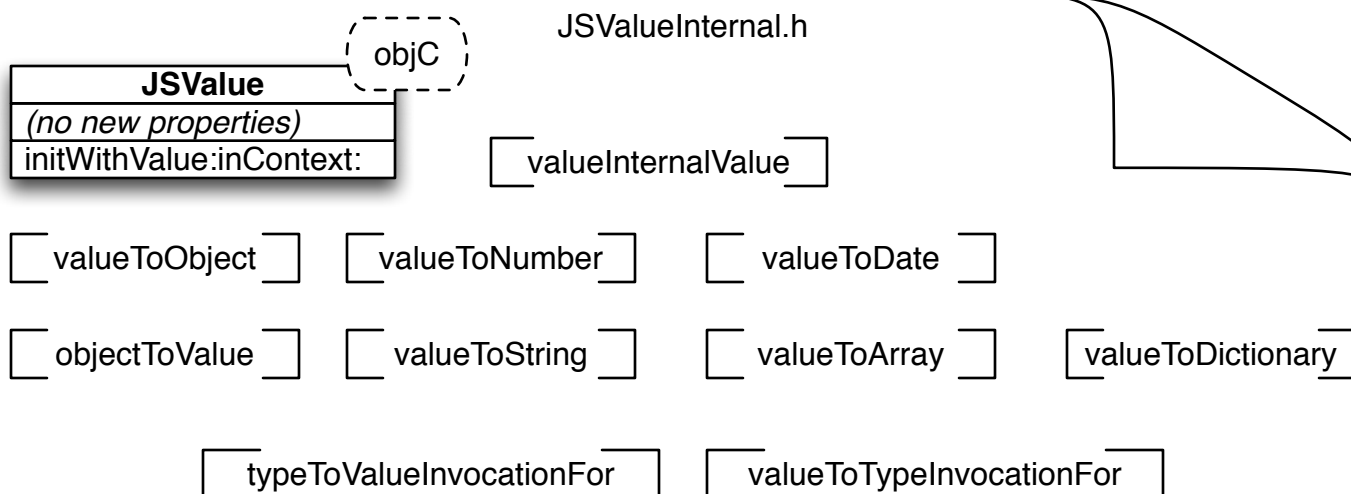 JSValueInternal.h
objC
JSValue
(no new properties)
initWithValue:inContext:
valueInternalValue
valueToObject
valueToNumber
valueToDate
objectToValue
valueToString
valueToArray
valueToDictionary
typeToValueInvocationFor
valueToTypeInvocationFor